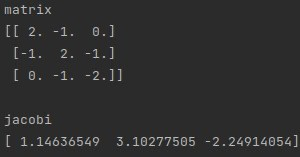 matrix
[[ 2. -1.  0.]
 [-1.  2. -1.]
 [ 0. -1. -2.]]
jacobi
[ 1.14636549  3.10277505 -2.24914054]